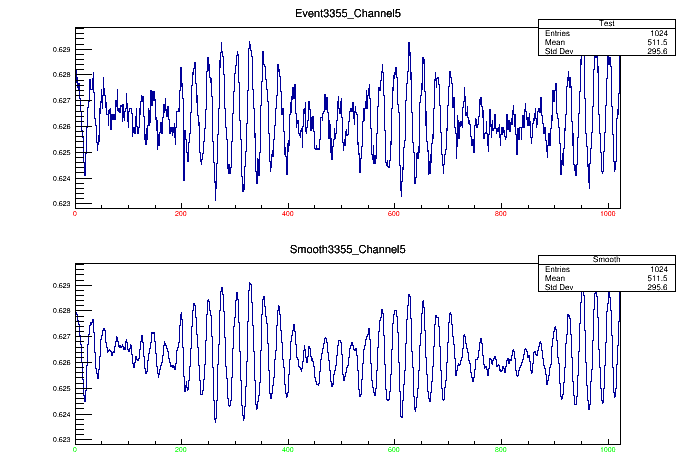 Event3355_Channel5
Test
Entries 1024
Mean 511.5
Std Dev 295.6
0.629
0.628
0.627
0.626
0.625
0.624
0.623
0 200 400 600 800 1000
Smooth3355_Channel5
Smooth
Entries 1024
Mean 511.5
Std Dev 295.6
0.629
0.628
0.627
0.626
0.625
0.624
0.623
0 200 400 600 800 1000